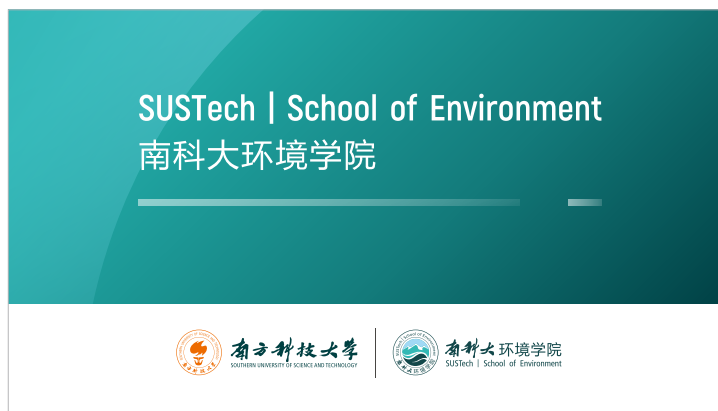 SUSTech | School of Environment
南科大环境学院
南方科技大学
SOUTHERN UNIVERSITY OF SCIENCE AND TECHNOLOGY
南科大环境学院
SUSTech | School of Environment